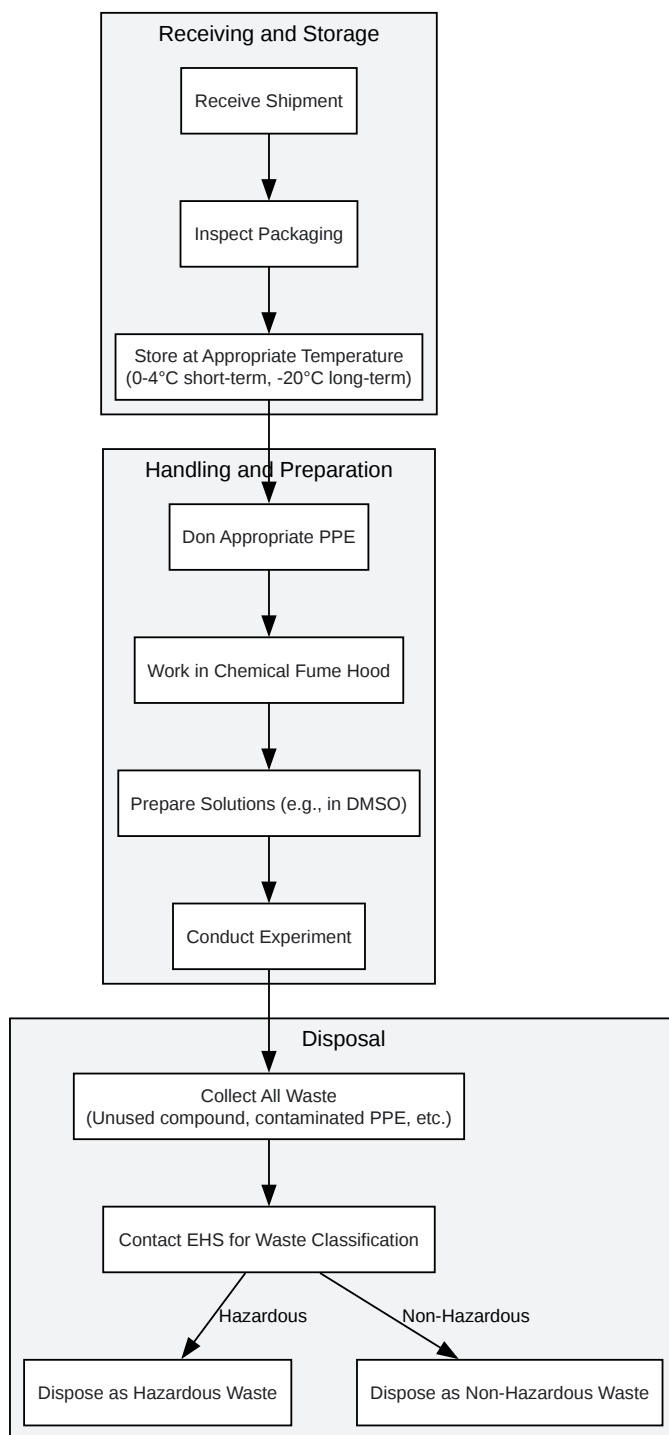 Receiving and Storage
Receive Shipment
Inspect Packaging
Store at Appropriate Temperature
(0-4°C short-term, -20°C long-term)
Handling and Preparation
Don Appropriate PPE
Work in Chemical Fume Hood
Prepare Solutions (e.g., in DMSO)
Conduct Experiment
Disposal
Collect All Waste
(Unused compound, contaminated PPE, etc.)
Contact EHS for Waste Classification
Hazardous
Non-Hazardous
Dispose as Hazardous Waste
Dispose as Non-Hazardous Waste